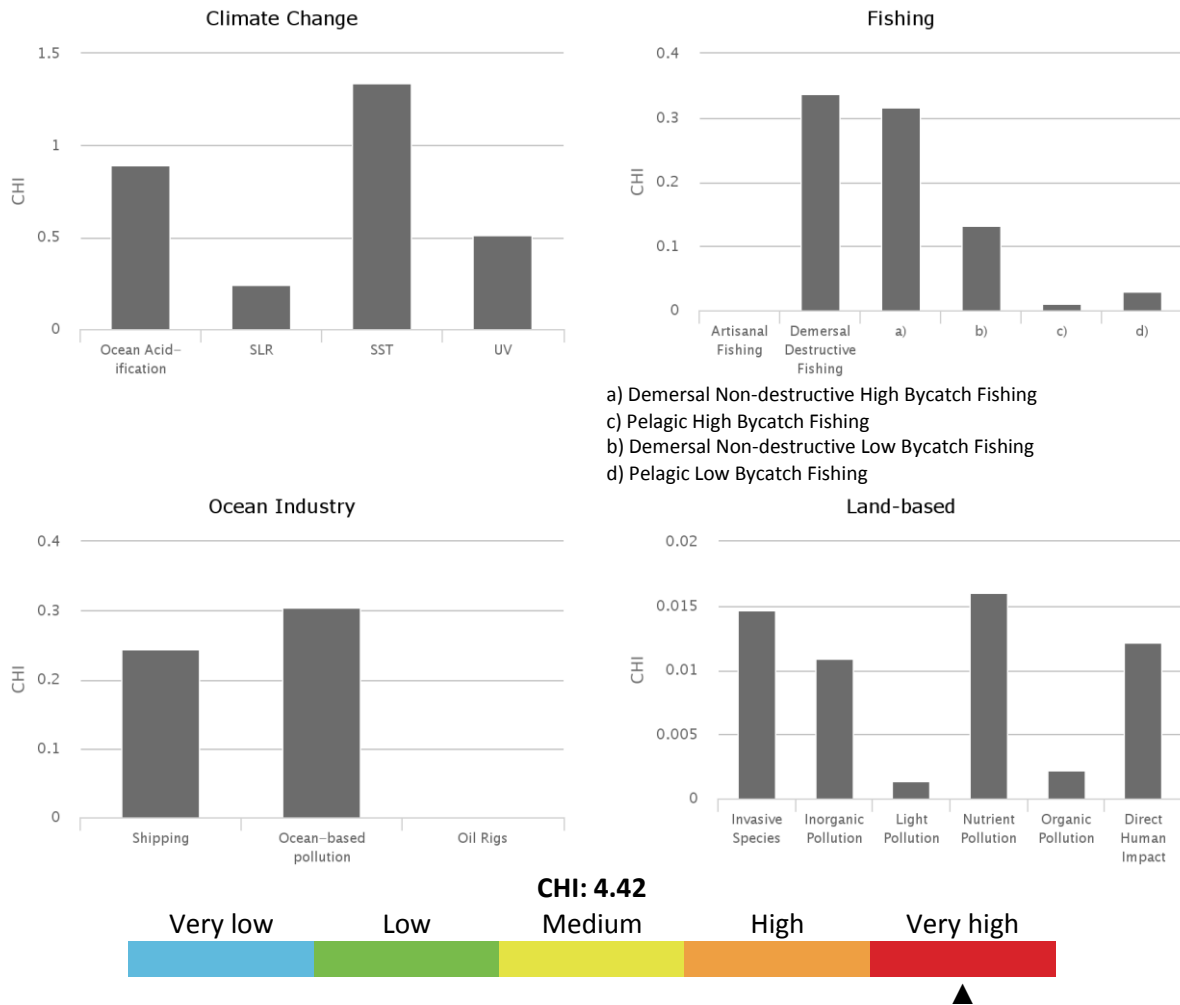 Climate Change
1.5
1
0.5
0
CHI
Ocean Acid-
ification
SLR
SST
UV
Fishing
0.4
0.3
0.2
0.1
0
CHI
Artisanal
Fishing
Demersal
Destructive
Fishing
a)
b)
c)
d)
a) Demersal Non-destructive High Bycatch Fishing
c) Pelagic High Bycatch Fishing
b) Demersal Non-destructive Low Bycatch Fishing
d) Pelagic Low Bycatch Fishing
Ocean Industry
0.4
0.3
0.2
0.1
0
CHI
Shipping
Ocean-based
pollution
Oil Rigs
Land-based
0.02
0.015
0.01
0.005
0
CHI
Invasive
Species
Inorganic
Pollution
Light
Pollution
Nutrient
Pollution
Organic
Pollution
Direct
Human
Impact
CHI: 4.42
Very low
Low
Medium
High
Very high